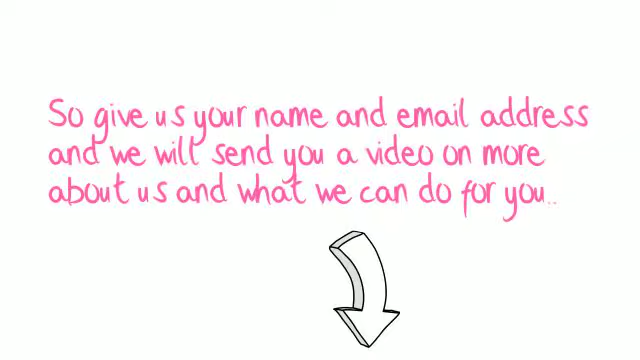 So give us your name and email address
and we will send you a video on more
about us and what we can do for you..